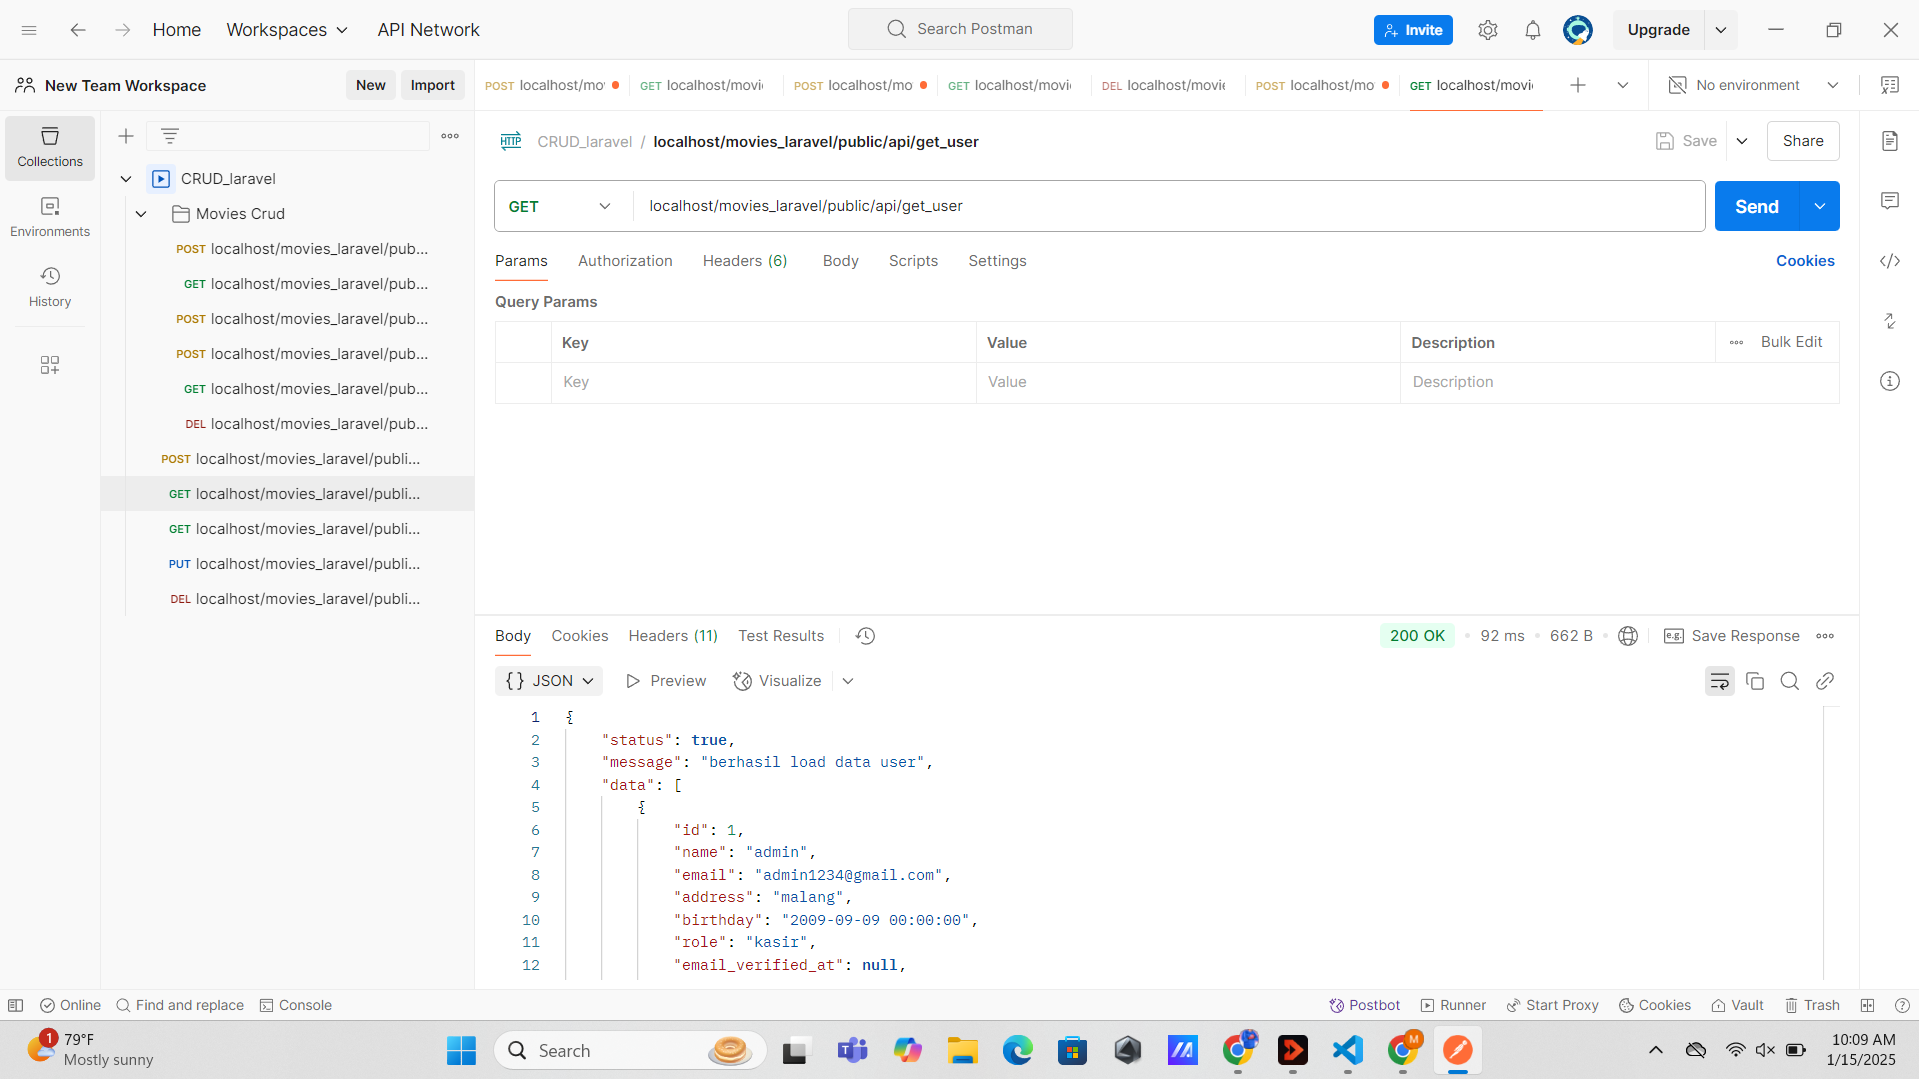 Home Workspaces API Network Search Postman Invite Upgrade
New Team Workspace New Import POST localhost/mo GET localhost/movi POST localhost/mo GET localhost/movi DEL localhost/movie POST localhost/mo GET localhost/movi No environment
HTTP CRUD_laravel / localhost/movies_laravel/public/api/get_user Save Share
Collections
Environments
History
CRUD_laravel
Movies Crud
POST localhost/movies_laravel/pub...
GET localhost/movies_laravel/pub...
POST localhost/movies_laravel/pub...
POST localhost/movies_laravel/pub...
GET localhost/movies_laravel/pub...
DEL localhost/movies_laravel/pub...
POST localhost/movies_laravel/publi...
GET localhost/movies_laravel/publi...
GET localhost/movies_laravel/publi...
PUT localhost/movies_laravel/publi...
DEL localhost/movies_laravel/publi...
GET localhost/movies_laravel/public/api/get_user Send
Params Authorization Headers (6) Body Scripts Settings Cookies
Query Params
Key Value Description Bulk Edit
Key Value Description
Body Cookies Headers (11) Test Results 200 OK 92 ms 662 B e.g. Save Response
{} JSON Preview Visualize
1 {
2 "status": true,
3 "message": "berhasil load data user",
4 "data": [
5 {
6 "id": 1,
7 "name": "admin",
8 "email": "admin1234@gmail.com",
9 "address": "malang",
10 "birthday": "2009-09-09 00:00:00",
11 "role": "kasir",
12 "email_verified_at": null,
Online Find and replace Console Postbot Runner Start Proxy Cookies Vault Trash
1 79°F
Mostly sunny
Search
M
10:09 AM
1/15/2025